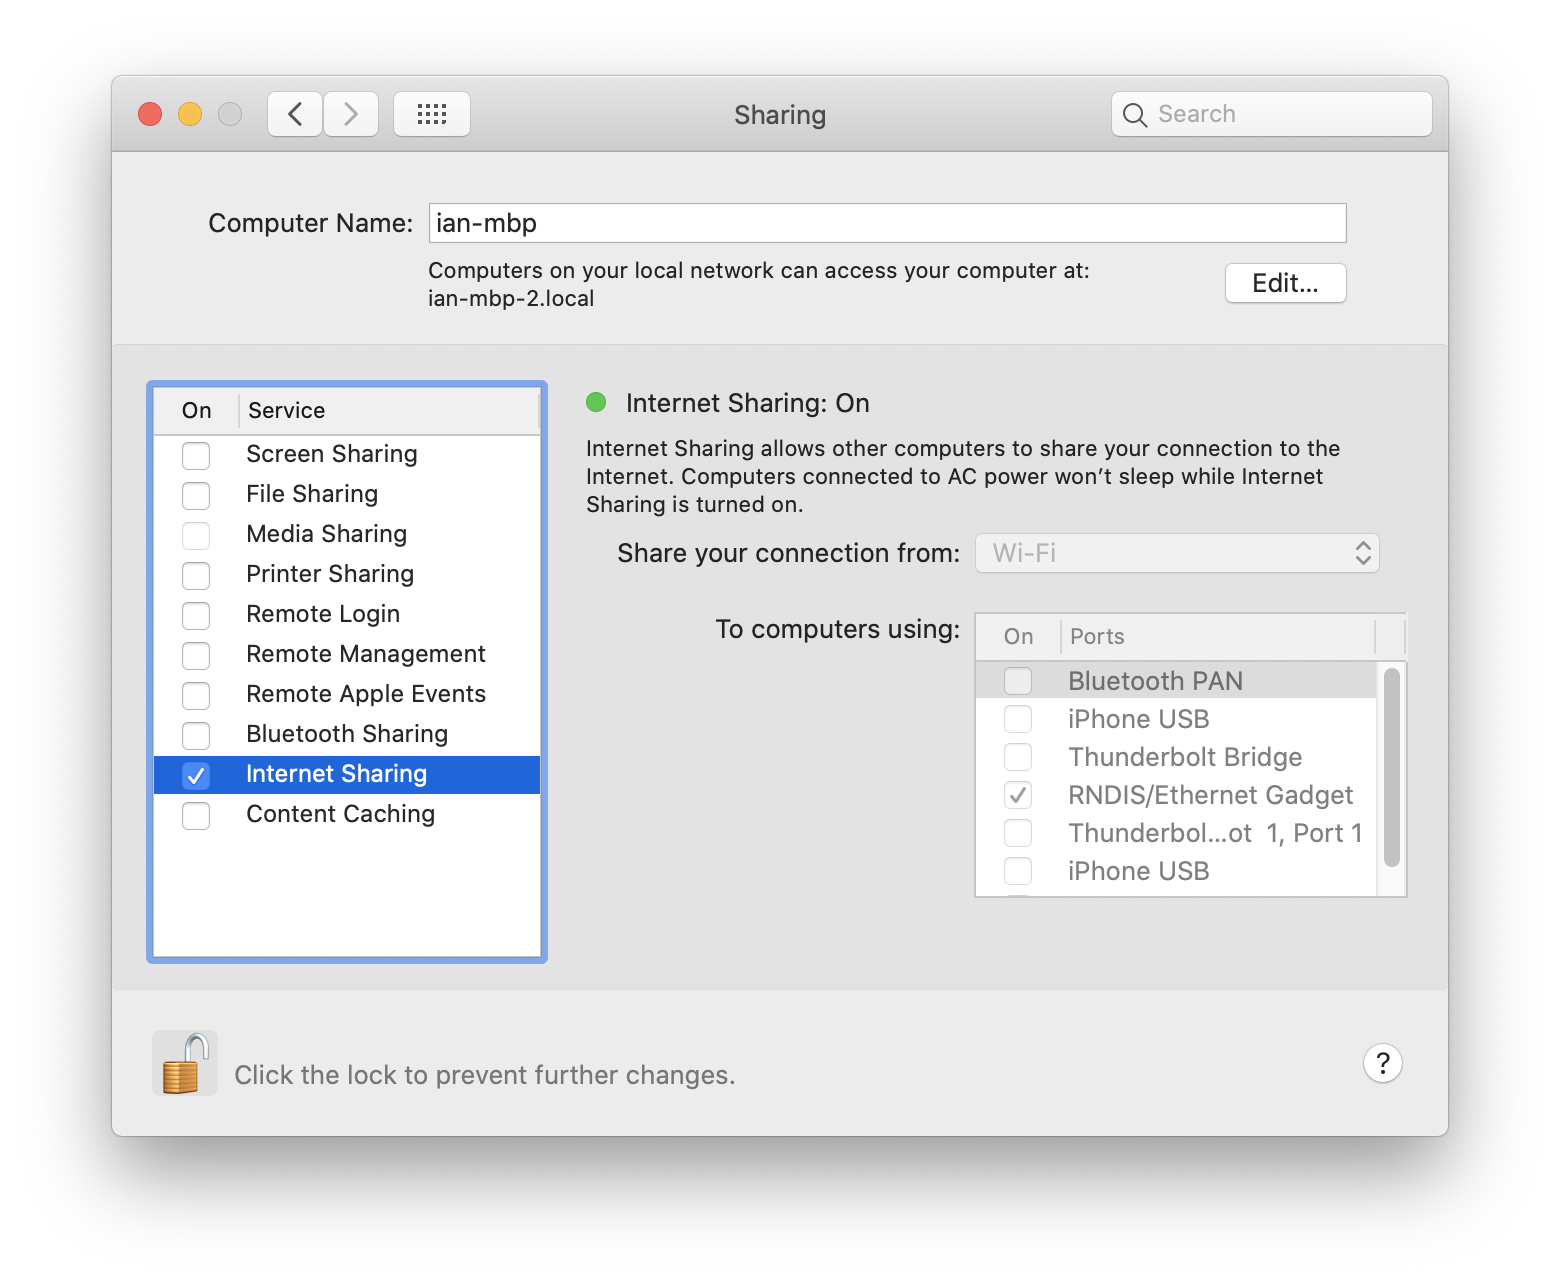 Sharing
Search
Computer Name:
ian-mbp
Computers on your local network can access your computer at:
ian-mbp-2.local
Edit...
On
Service
Screen Sharing
File Sharing
Media Sharing
Printer Sharing
Remote Login
Remote Management
Remote Apple Events
Bluetooth Sharing
Internet Sharing
Content Caching
Internet Sharing: On
Internet Sharing allows other computers to share your connection to the
Internet. Computers connected to AC power won’t sleep while Internet
Sharing is turned on.
Share your connection from:
Wi-Fi
To computers using:
On
Ports
Bluetooth PAN
iPhone USB
Thunderbolt Bridge
RNDIS/Ethernet Gadget
Thunderbol...ot 1, Port 1
iPhone USB
Click the lock to prevent further changes.
?